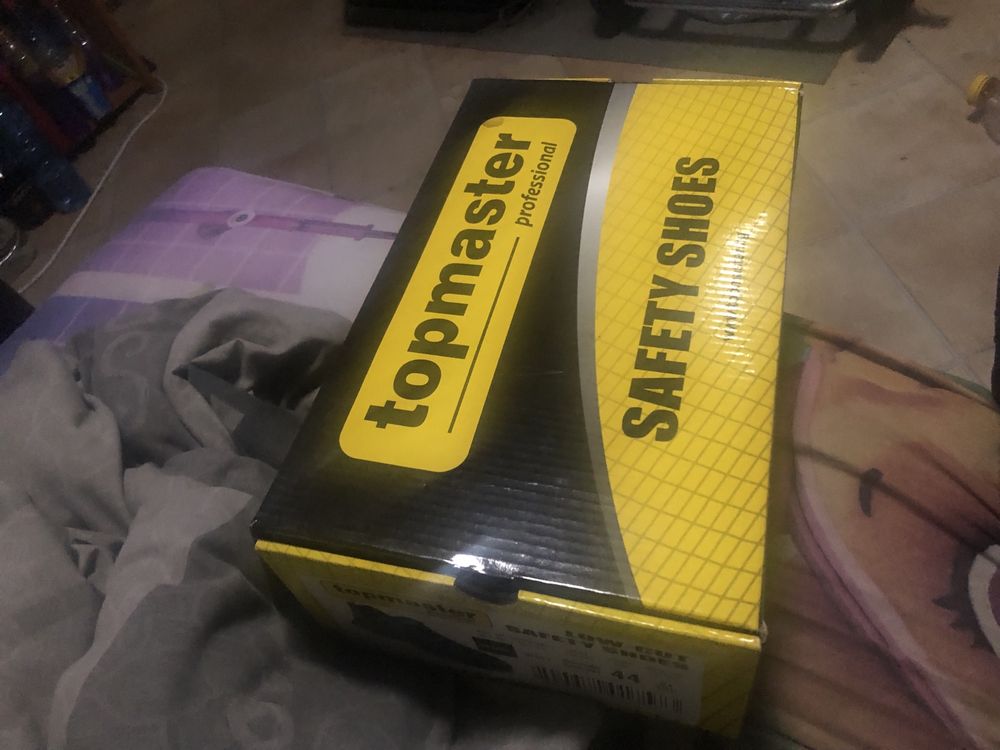 topmaster
professional
SAFETY SHOES
topmaster
LOW CUT
SAFETY SHOES
44